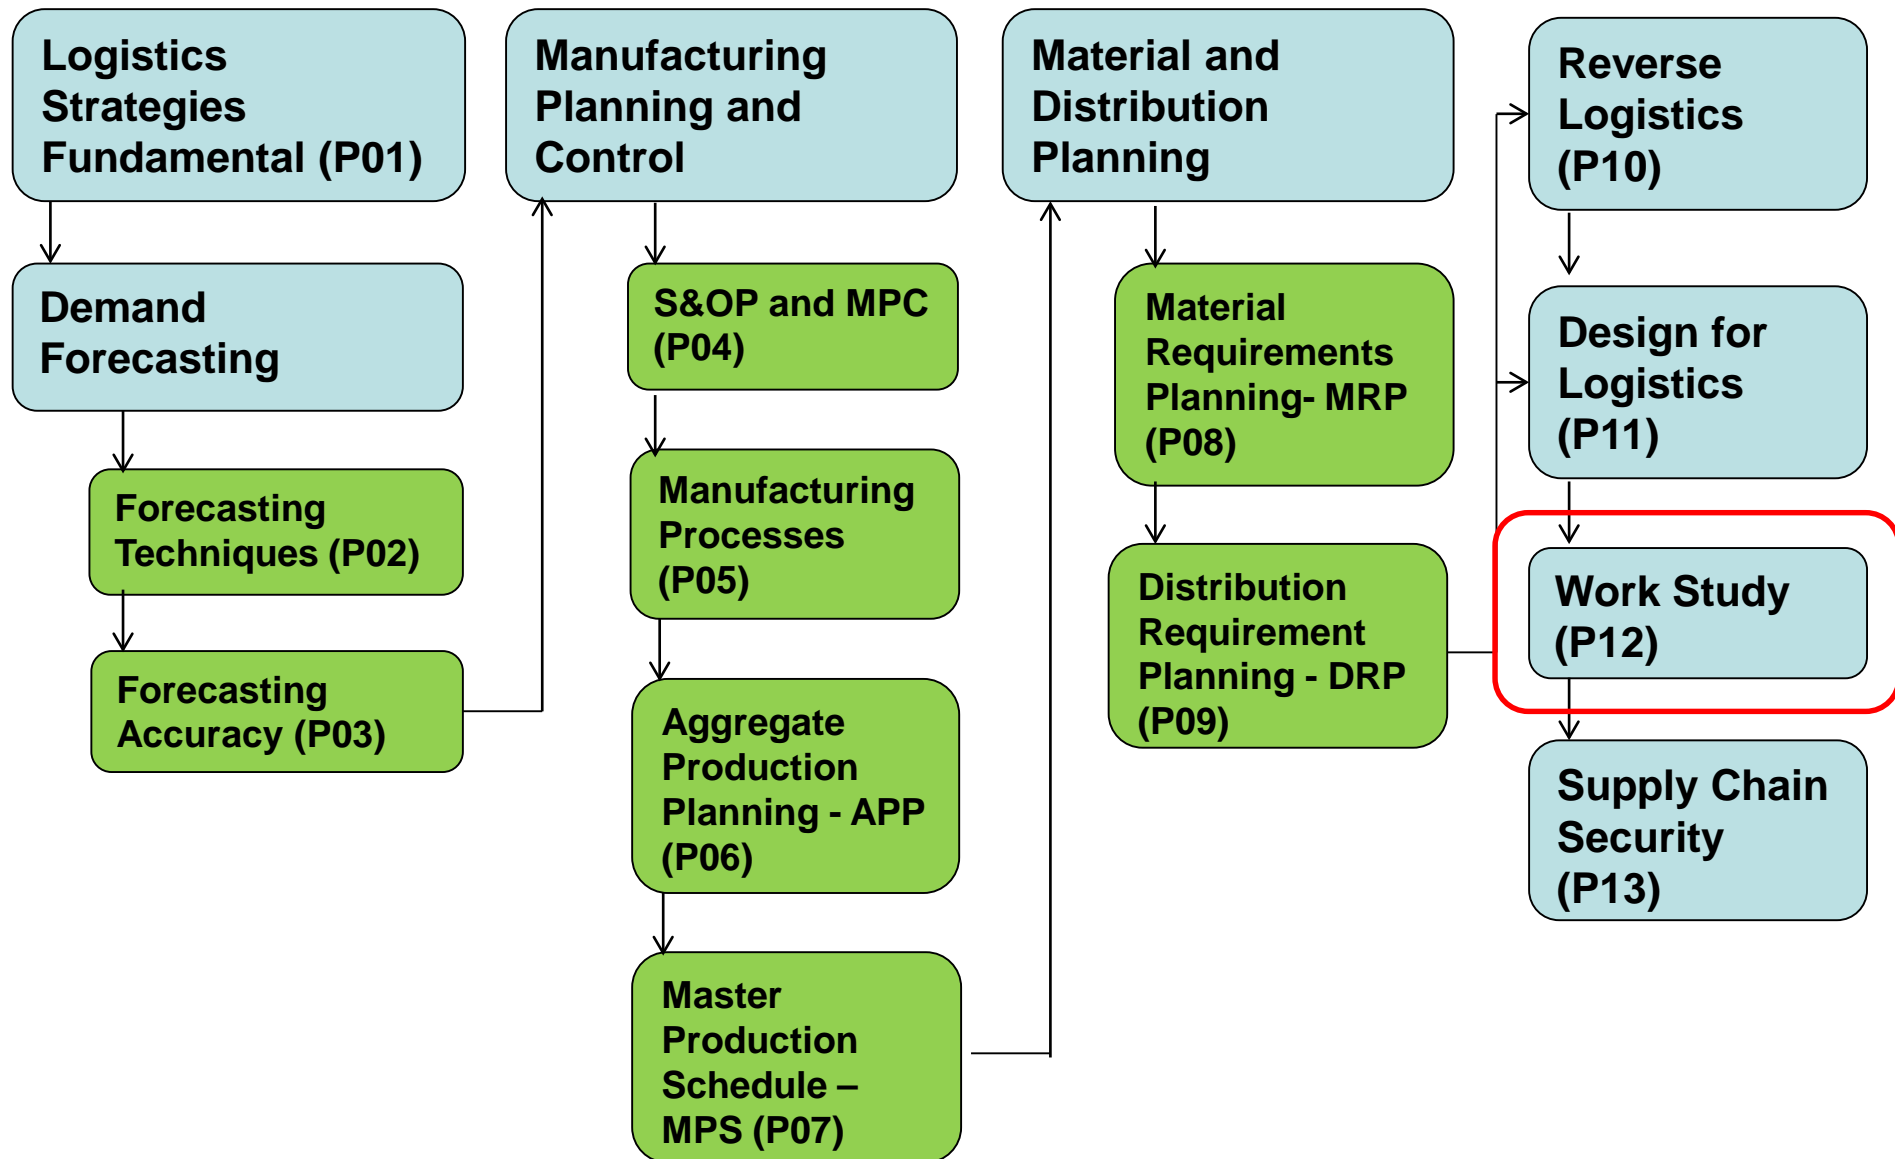 Logistics
Strategies
Fundamental (P01)
Demand
Forecasting
Forecasting
Techniques (P02)
Forecasting
Accuracy (P03)
Manufacturing
Planning and
Control
S&OP and MPC
(P04)
Manufacturing
Processes
(P05)
Aggregate
Production
Planning - APP
(P06)
Master
Production
Schedule –
MPS (P07)
Material and
Distribution
Planning
Material
Requirements
Planning- MRP
(P08)
Distribution
Requirement
Planning - DRP
(P09)
Reverse
Logistics
(P10)
Design for
Logistics
(P11)
Work Study
(P12)
Supply Chain
Security
(P13)